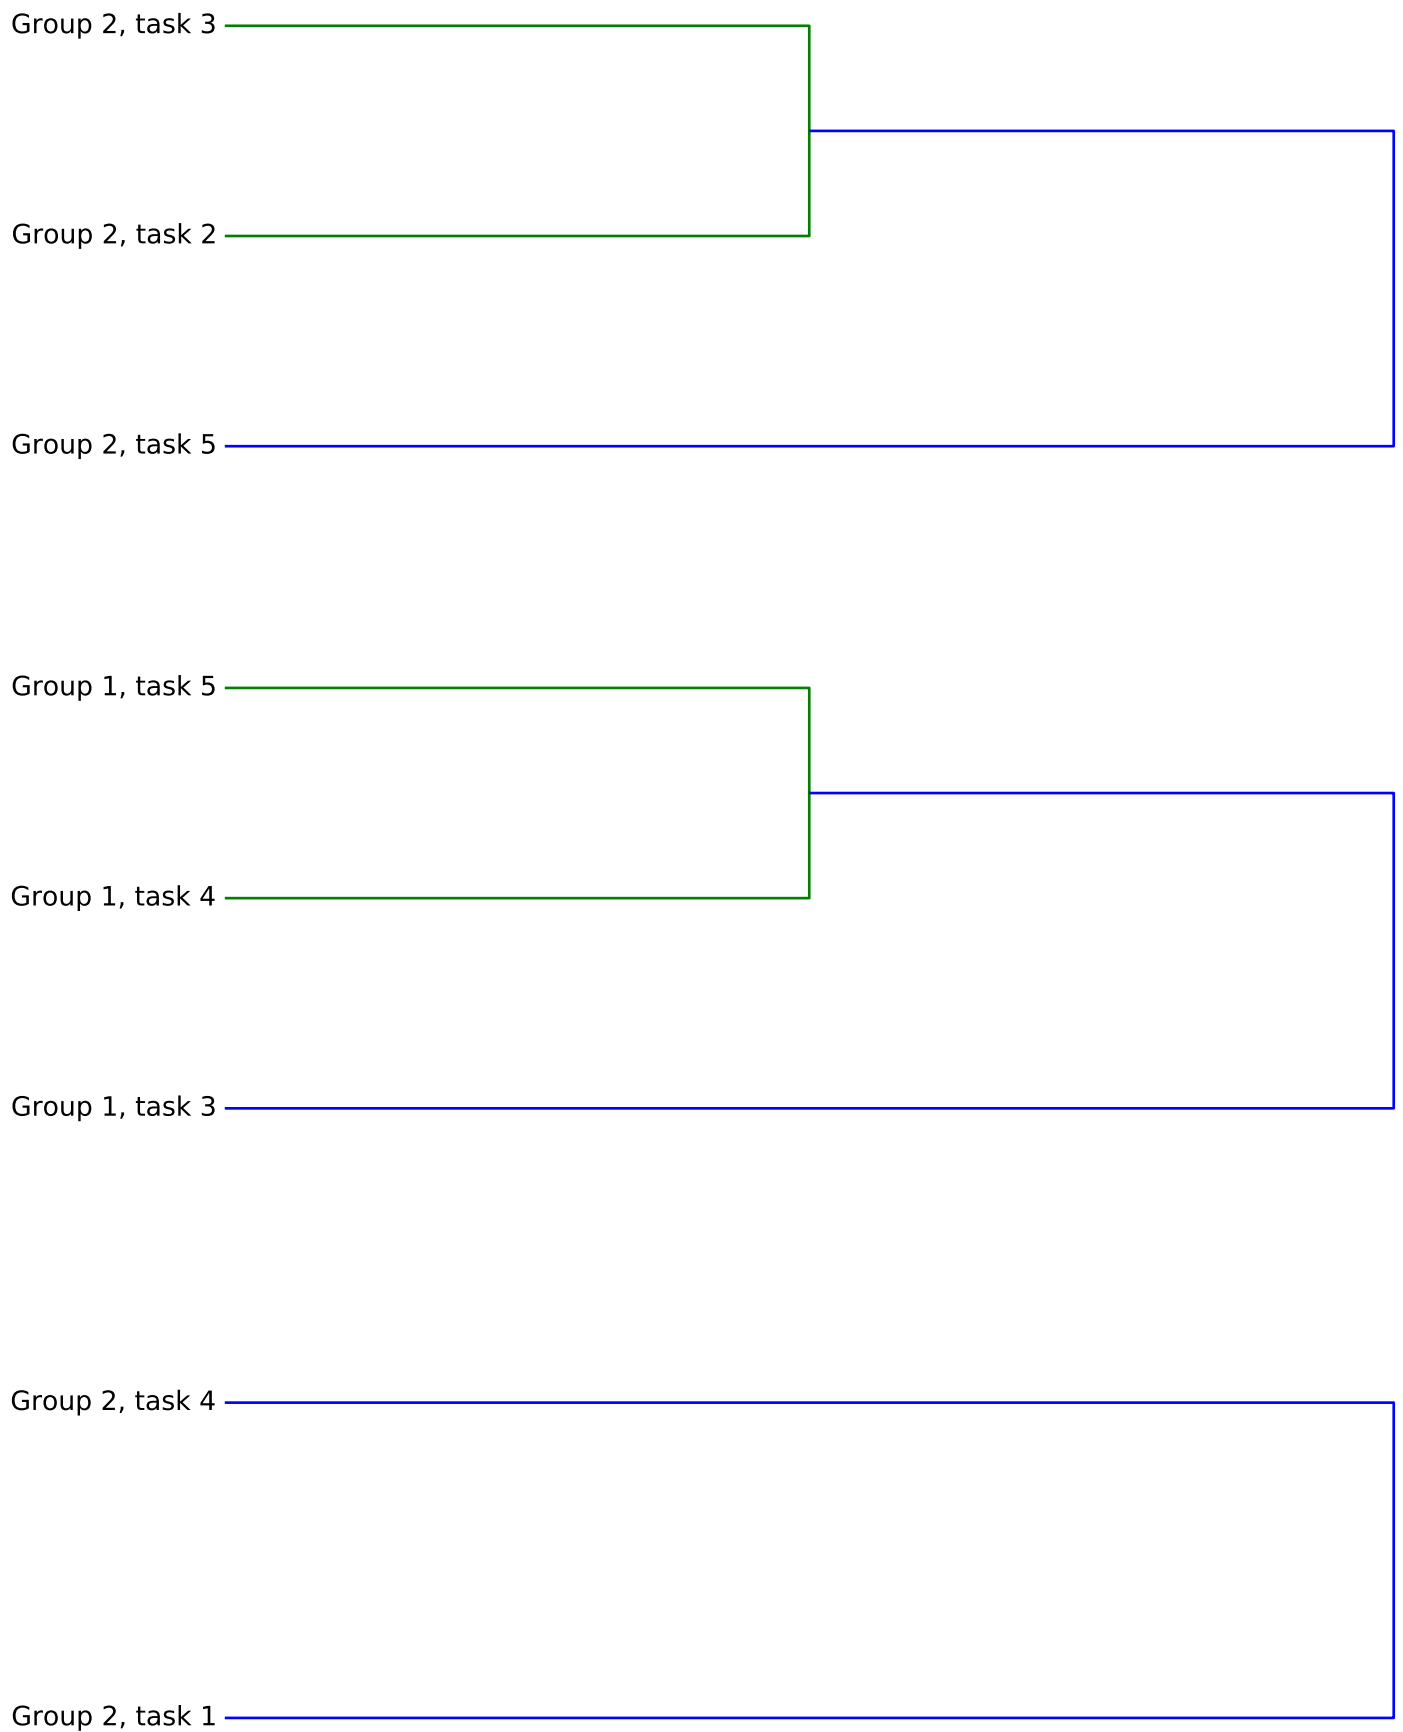 Group 2, task 3
Group 2, task 2
Group 2, task 5
Group 1, task 5
Group 1, task 4
Group 1, task 3
Group 2, task 4
Group 2, task 1